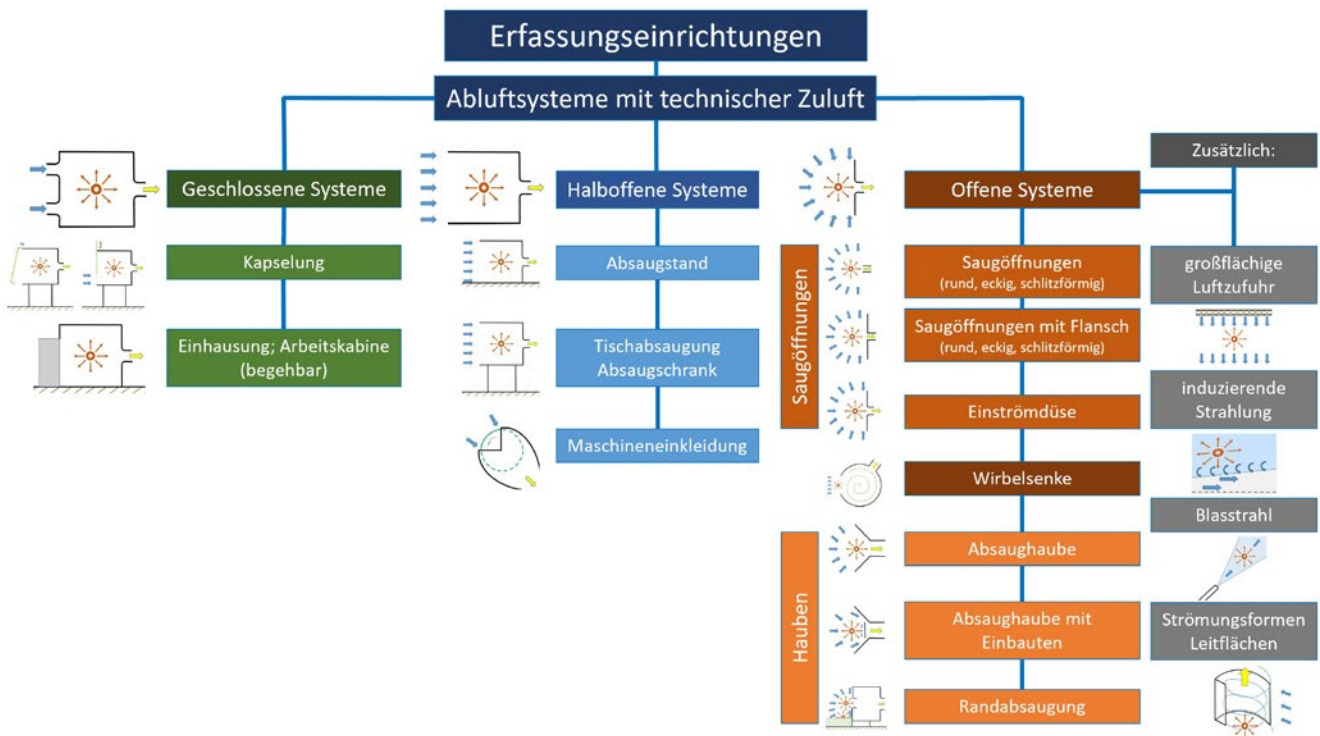 Erfassungseinrichtungen
Abluftsysteme mit technischer Zuluft
Geschlossene Systeme
Kapselung
Einhausung; Arbeitskabine
(begehbar)
Halboffene Systeme
Absaugstand
Tischabsaugung
Absaugschrank
Maschineneinkleidung
Offene Systeme
Saugöffnungen
Saugöffnungen
(rund, eckig, schlitzförmig)
Saugöffnungen mit Flansch
(rund, eckig, schlitzförmig)
Einströmdüse
Wirbelsenke
Hauben
Absaughaube
Absaughaube mit
Einbauten
Randabsaugung
Zusätzlich:
großflächige
Luftzufuhr
induzierende
Strahlung
Blasstrahl
Strömungsformen
Leitflächen